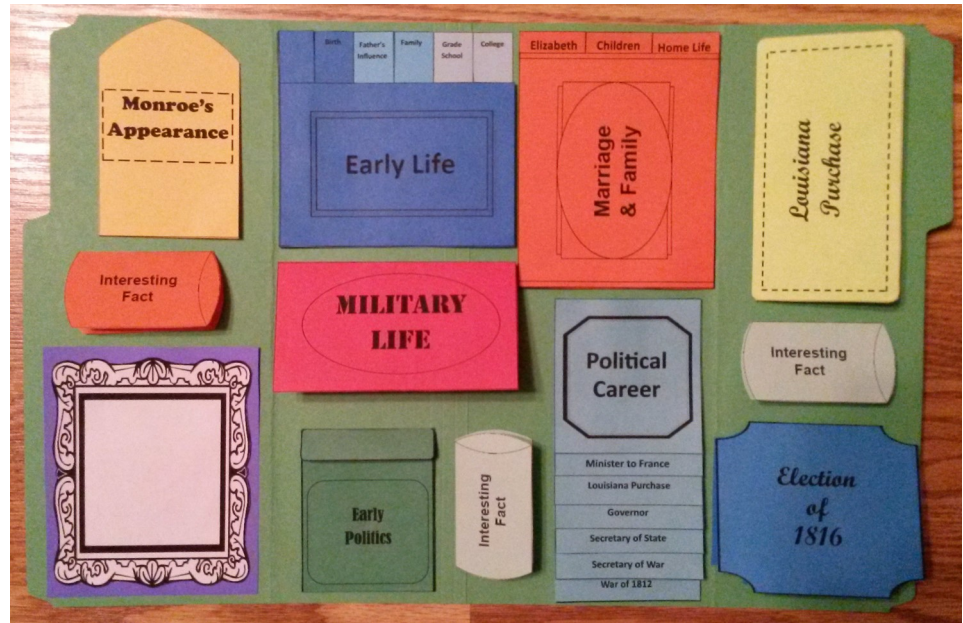 Monroe's
Appearance
Interesting
Fact
Birth
Father's
Influence
Family
Grade
School
College
Early Life
MILITARY
LIFE
Early
Politics
Interesting
Fact
Elizabeth
Children
Home Life
Marriage
& Family
Political
Career
Minister to France
Louisiana Purchase
Governor
Secretary of State
Secretary of War
War of 1812
Louisiana
Purchase
Interesting
Fact
Election
of
1816